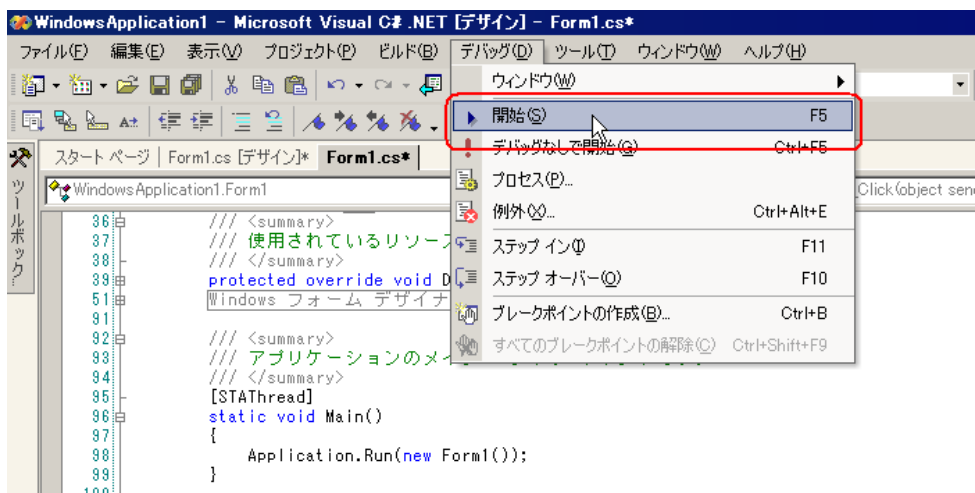 WindowsApplication1 - Microsoft Visual C# .NET [デザイン] - Form1.cs*
ファイル(F) 編集(E) 表示(V) プロジェクト(P) ビルド(B) デバッグ(D) ツール(T) ウィンドウ(W) ヘルプ(H)
ウィンドウ(W)
開始(S) F5
デバッグなしで開始(G) Ctrl+F5
プロセス(P)...
例外(X)... Ctrl+Alt+E
ステップ イン(I) F11
ステップ オーバー(O) F10
ブレークポイントの作成(B)... Ctrl+B
すべてのブレークポイントの解除(C) Ctrl+Shift+F9
スタート ページ Form1.cs [デザイン]* Form1.cs*
ツールボックス
WindowsApplication1.Form1
Click(object sen
36 /// <summary>
37 /// 使用されているリソース
38 /// </summary>
39 protected override void D
51 Windows フォーム デザイナ
91
92 /// <summary>
93 /// アプリケーションのメイ
94 /// </summary>
95 [STAThread]
96 static void Main()
97 {
98 Application.Run(new Form1());
99 }
100